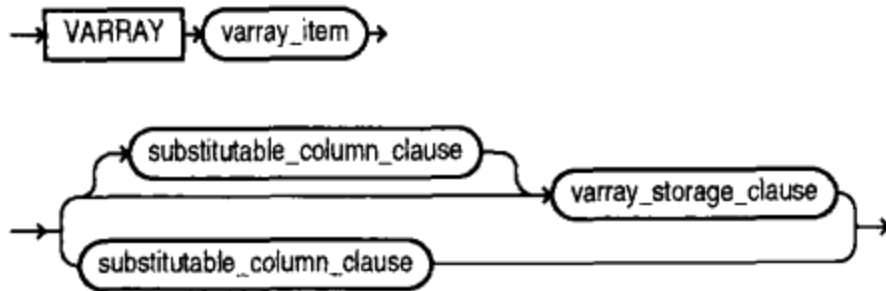 VARRAY varray_item
substitutable_column_clause
varray_storage_clause
substitutable_column_clause